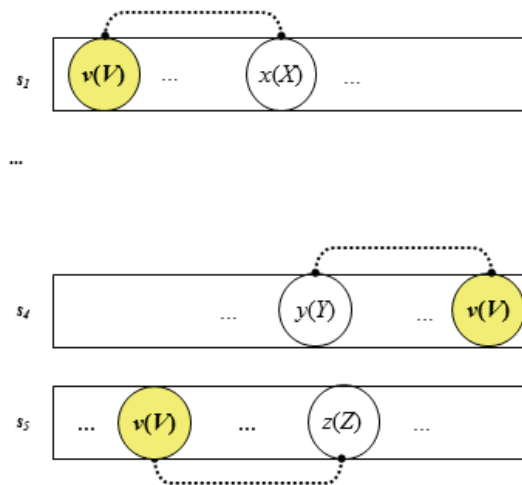 s₁ v(V) ... x(X) ...
...
s₄ ... y(Y) ... v(V)
s₅ ... v(V) ... z(Z) ...